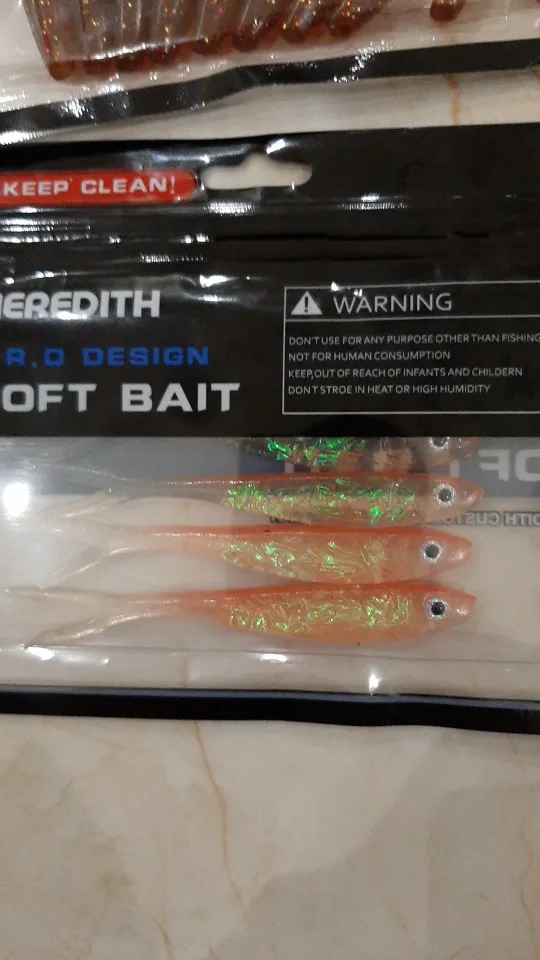 KEEP CLEAN!
MEREDITH
R.D DESIGN
OFT BAIT
WARNING
DON'T USE FOR ANY PURPOSE OTHER THAN FISHING
NOT FOR HUMAN CONSUMPTION
KEEP,OUT OF REACH OF INFANTS AND CHILDERN
DON T STROE IN HEAT OR HIGH HUMIDITY